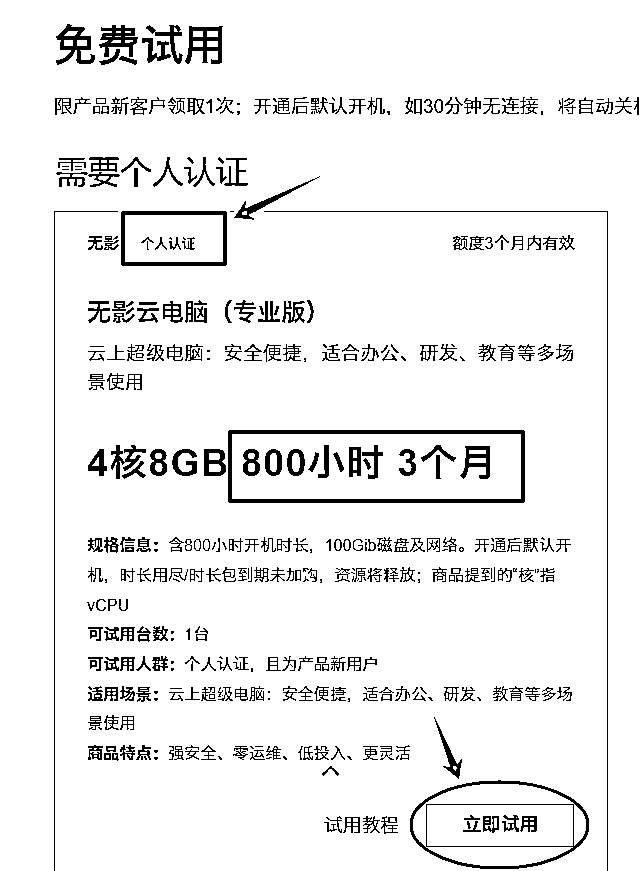 免费试用
限产品新客户领取1次；开通后默认开机，如30分钟无连接，将自动关
需要个人认证
无影 个人认证 额度3个月内有效
无影云电脑（专业版）
云上超级电脑：安全便捷，适合办公、研发、教育等多场
景使用
4核8GB 800小时 3个月
规格信息：含800小时开机时长，100Gib磁盘及网络。开通后默认开
机，时长用尽/时长包到期未加购，资源将释放；商品提到的“核”指
vCPU
可试用台数：1台
可试用人群：个人认证，且为产品新用户
适用场景：云上超级电脑：安全便捷，适合办公、研发、教育等多场
景使用
商品特点：强安全、零运维、低投入、更灵活
试用教程 立即试用